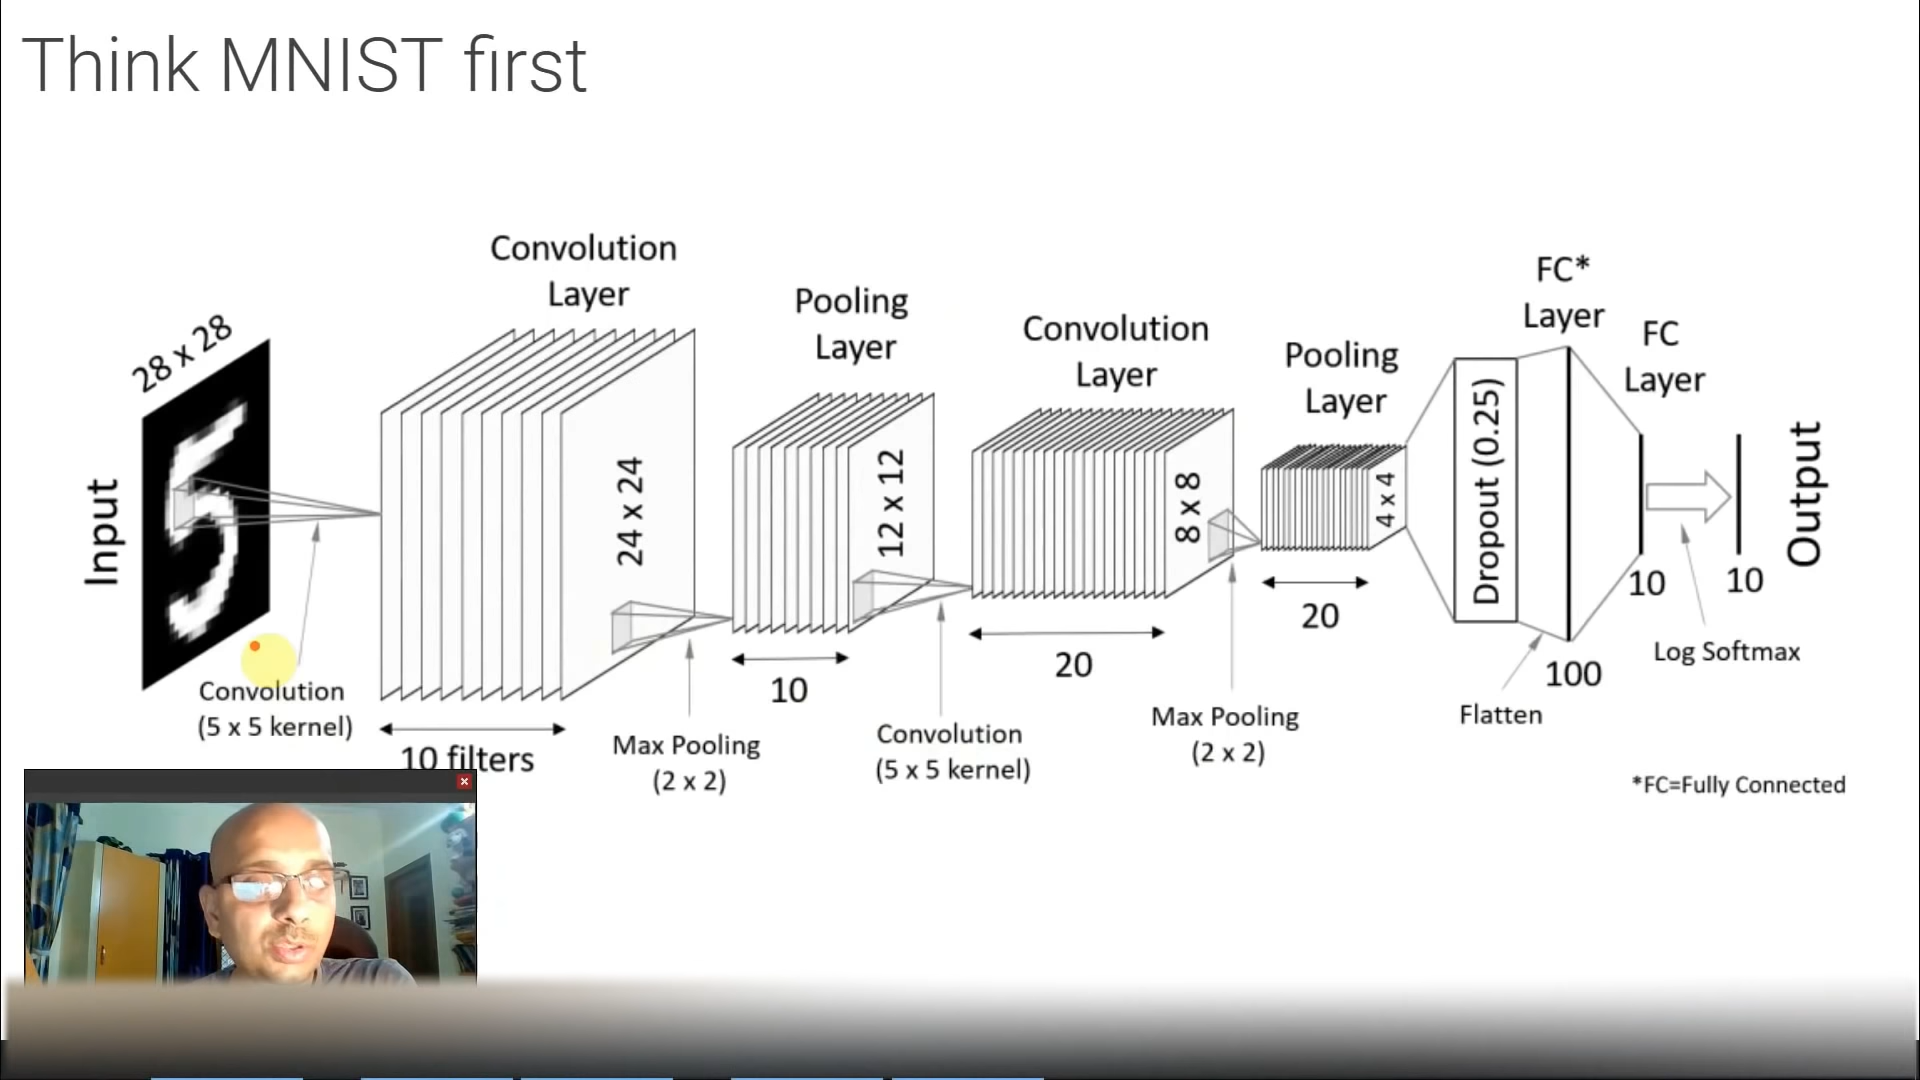 Think MNIST first
Input
28 x 28
Convolution
(5 x 5 kernel)
Convolution
Layer
24 x 24
10 filters
Max Pooling
(2 x 2)
Pooling
Layer
12 x 12
10
Convolution
(5 x 5 kernel)
Convolution
Layer
8 x 8
20
Max Pooling
(2 x 2)
Pooling
Layer
4 x 4
20
Dropout (0.25)
Flatten
FC*
Layer
100
FC
Layer
10
Log Softmax
10
Output
*FC=Fully Connected